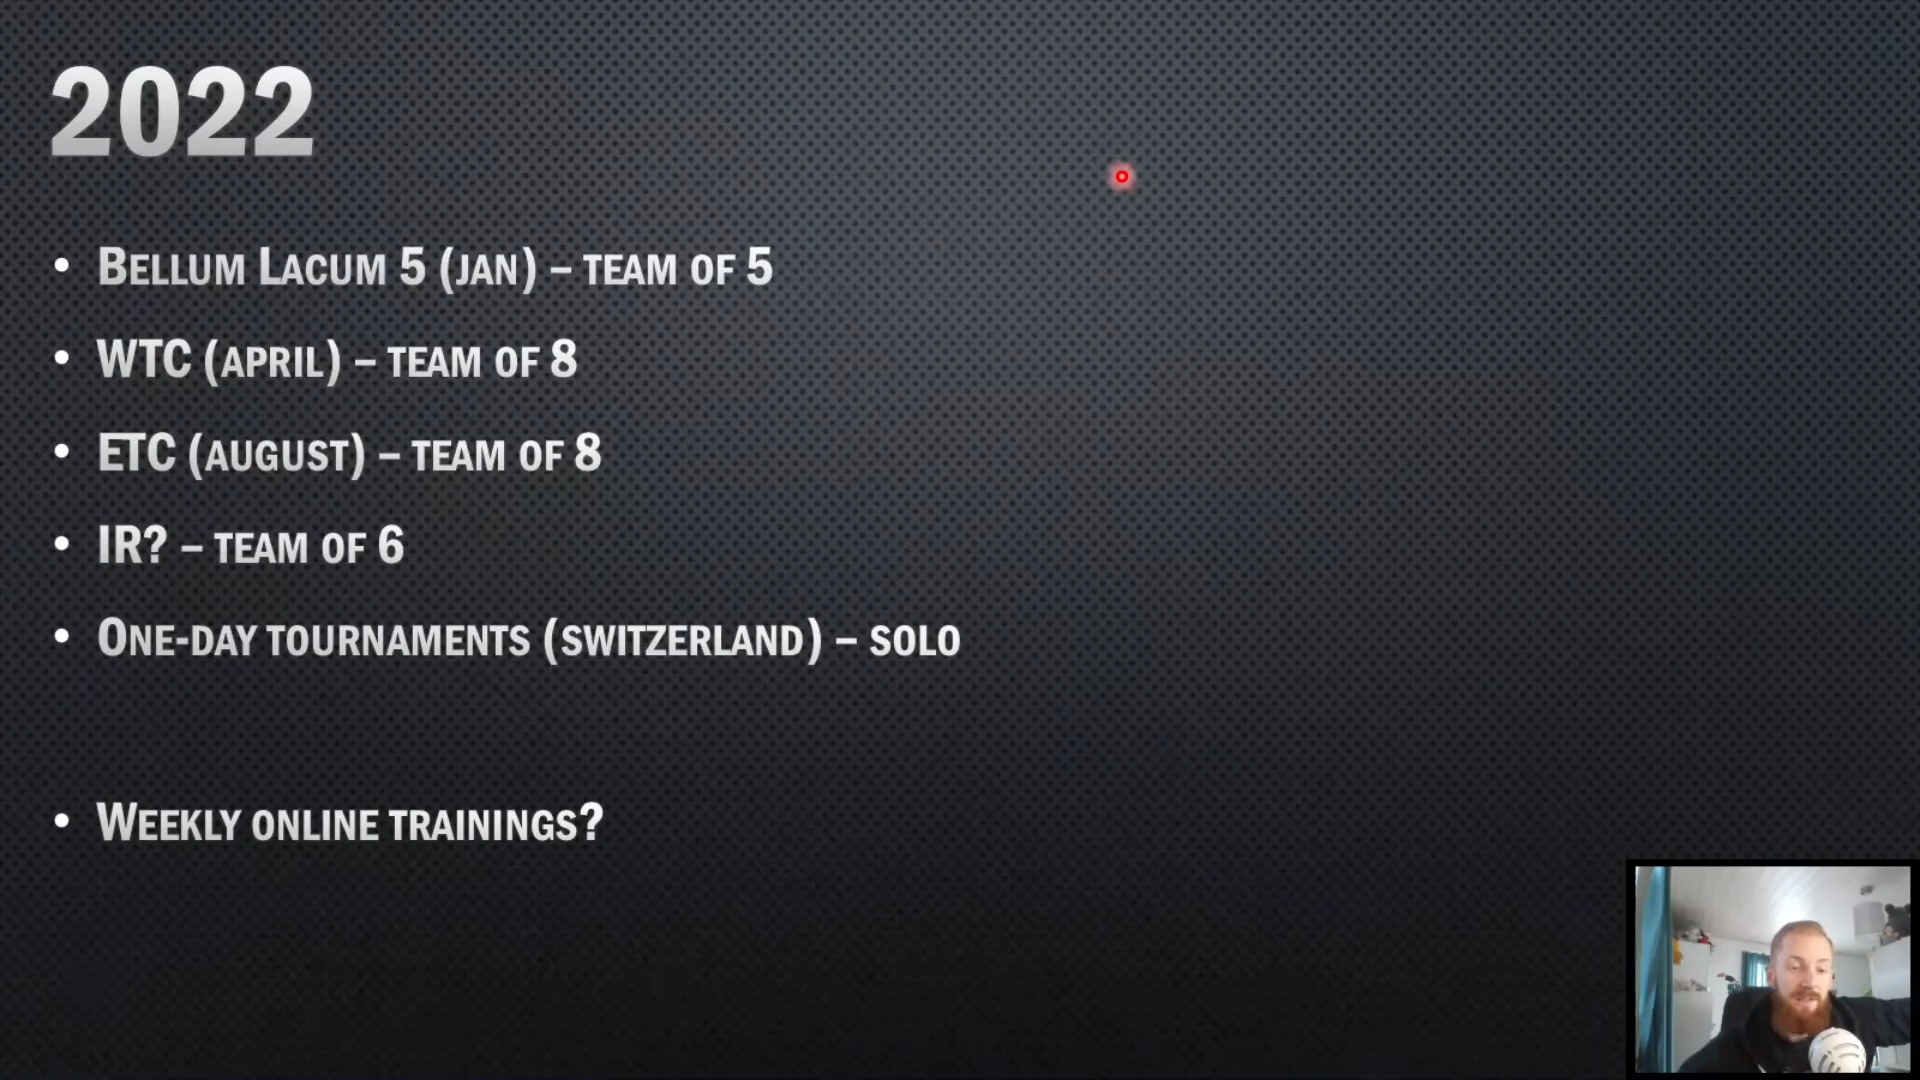 2022
• Bellum Lacum 5 (jan) – team of 5
• WTC (april) – team of 8
• ETC (august) – team of 8
• IR? – team of 6
• One-day tournaments (switzerland) – solo
• Weekly online trainings?